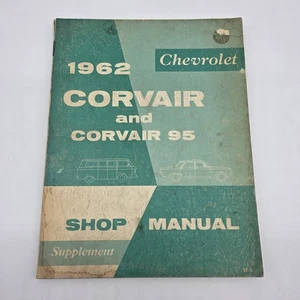 Chevrolet
1962
CORVAIR
and
CORVAIR 95
SHOP MANUAL
Supplement